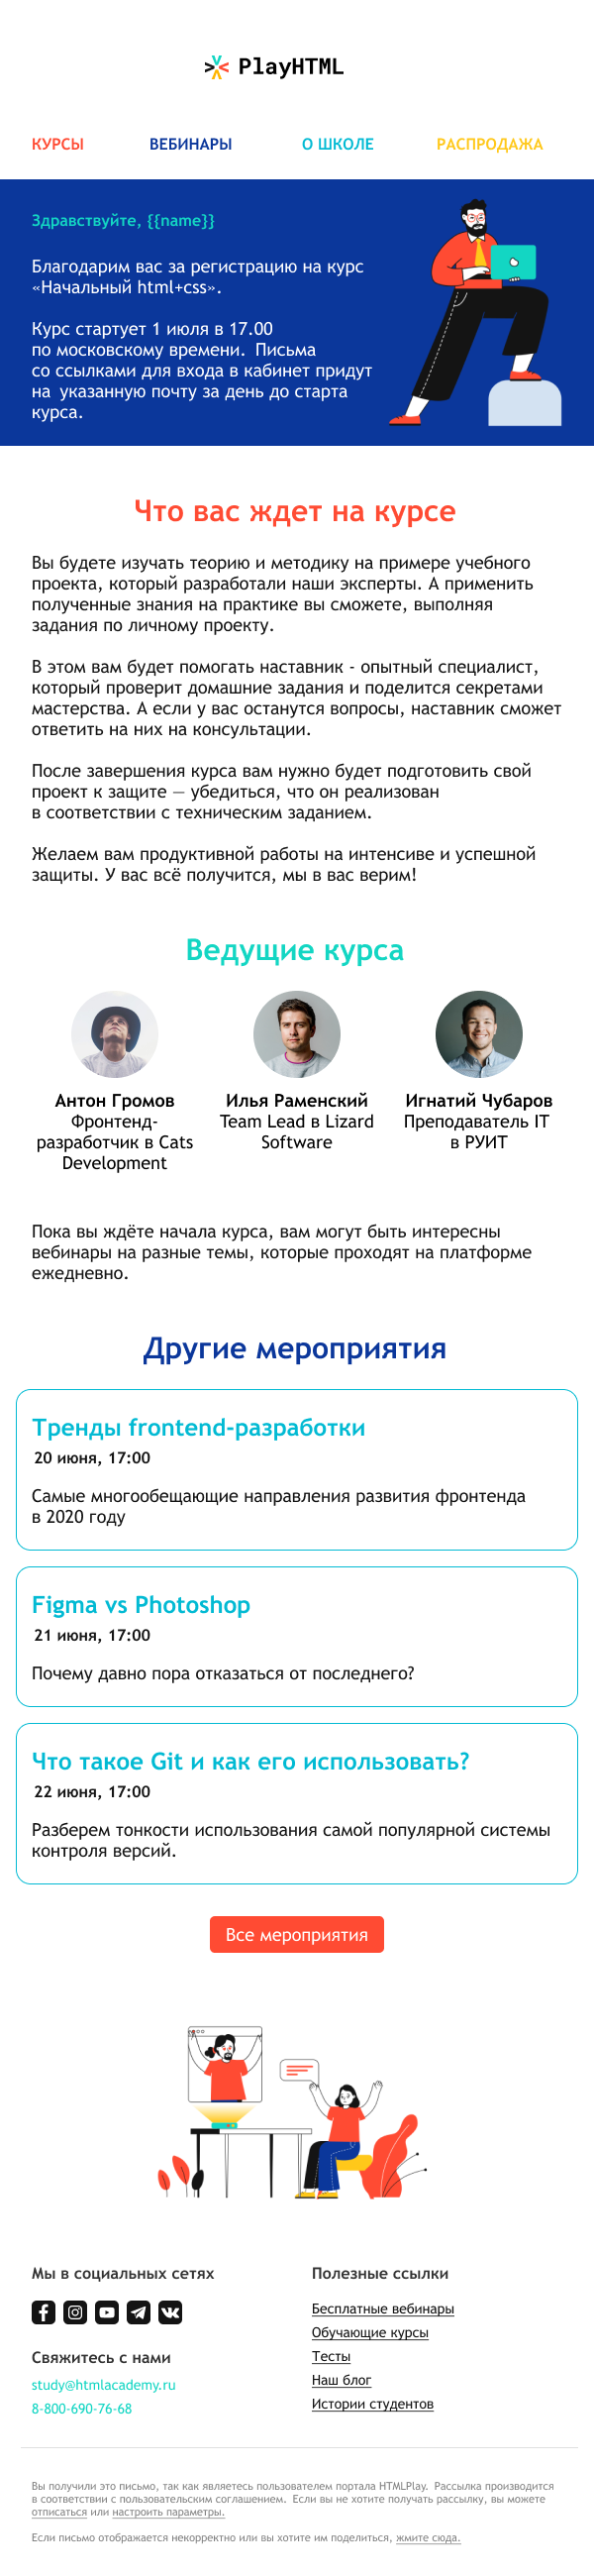 PlayHTML
КУРСЫ ВЕБИНАРЫ О ШКОЛЕ РАСПРОДАЖА
Здравствуйте, {{name}}
Благодарим вас за регистрацию на курс
«Начальный html+css».
Курс стартует 1 июля в 17.00
по московскому времени. Письма
со ссылками для входа в кабинет придут
на указанную почту за день до старта
курса.
Что вас ждет на курсе
Вы будете изучать теорию и методику на примере учебного
проекта, который разработали наши эксперты. А применить
полученные знания на практике вы сможете, выполняя
задания по личному проекту.
В этом вам будет помогать наставник - опытный специалист,
который проверит домашние задания и поделится секретами
мастерства. А если у вас останутся вопросы, наставник сможет
ответить на них на консультации.
После завершения курса вам нужно будет подготовить свой
проект к защите — убедиться, что он реализован
в соответствии с техническим заданием.
Желаем вам продуктивной работы на интенсиве и успешной
защиты. У вас всё получится, мы в вас верим!
Ведущие курса
Антон Громов
Фронтенд-
разработчик в Cats
Development
Илья Раменский
Team Lead в Lizard
Software
Игнатий Чубаров
Преподаватель IT
в РУИТ
Пока вы ждёте начала курса, вам могут быть интересны
вебинары на разные темы, которые проходят на платформе
ежедневно.
Другие мероприятия
Тренды frontend-разработки
20 июня, 17:00
Самые многообещающие направления развития фронтенда
в 2020 году
Figma vs Photoshop
21 июня, 17:00
Почему давно пора отказаться от последнего?
Что такое Git и как его использовать?
22 июня, 17:00
Разберем тонкости использования самой популярной системы
контроля версий.
Все мероприятия
Мы в социальных сетях
Свяжитесь с нами
study@htmlacademy.ru
8-800-690-76-68
Полезные ссылки
Бесплатные вебинары
Обучающие курсы
Тесты
Наш блог
Истории студентов
Вы получили это письмо, так как являетесь пользователем портала HTMLPlay. Рассылка производится
в соответствии с пользовательским соглашением. Если вы не хотите получать рассылку, вы можете
отписаться или настроить параметры.
Если письмо отображается некорректно или вы хотите им поделиться, жмите сюда.